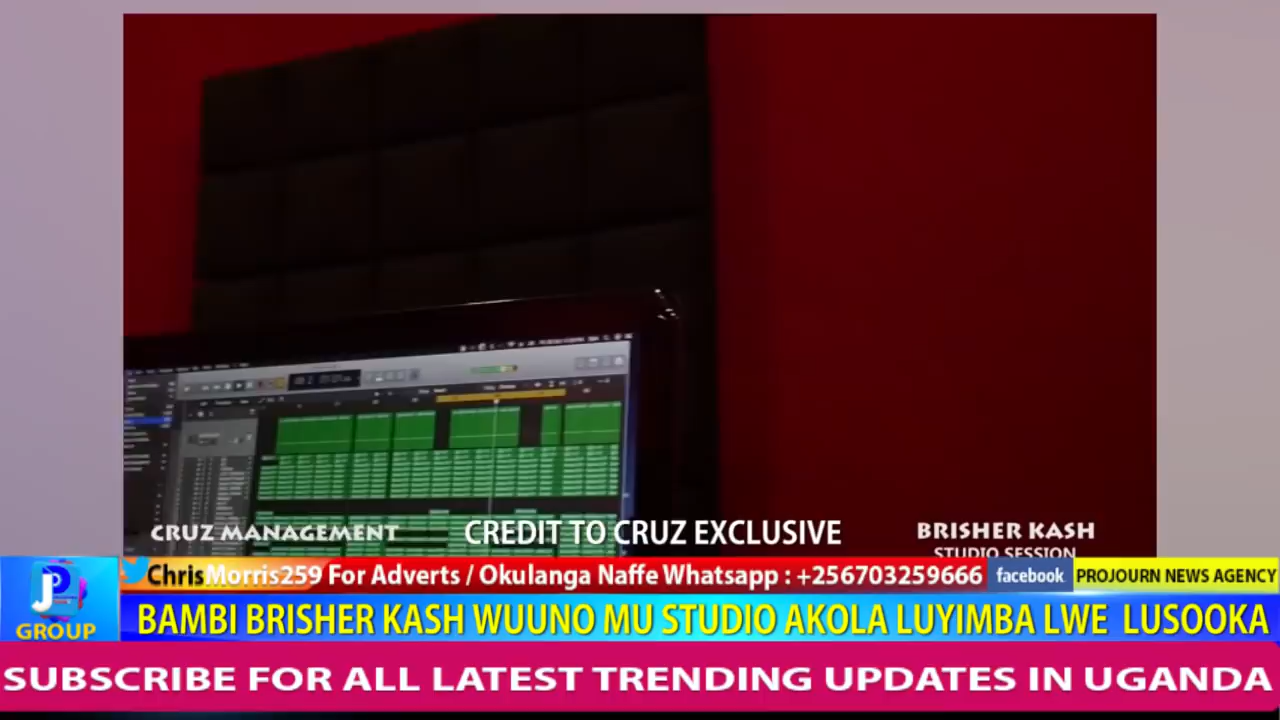 CRUZ MANAGEMENT
CREDIT TO CRUZ EXCLUSIVE
BRISHER KASH
STUDIO SESSION
JP
GROUP
ChrisMorris259 For Adverts / Okulanga Naffe Whatsapp : +256703259666
facebook
PROJOURN NEWS AGENCY
BAMBI BRISHER KASH WUUNO MU STUDIO AKOLA LUYIMBA LWE LUSOOKA
SUBSCRIBE FOR ALL LATEST TRENDING UPDATES IN UGANDA